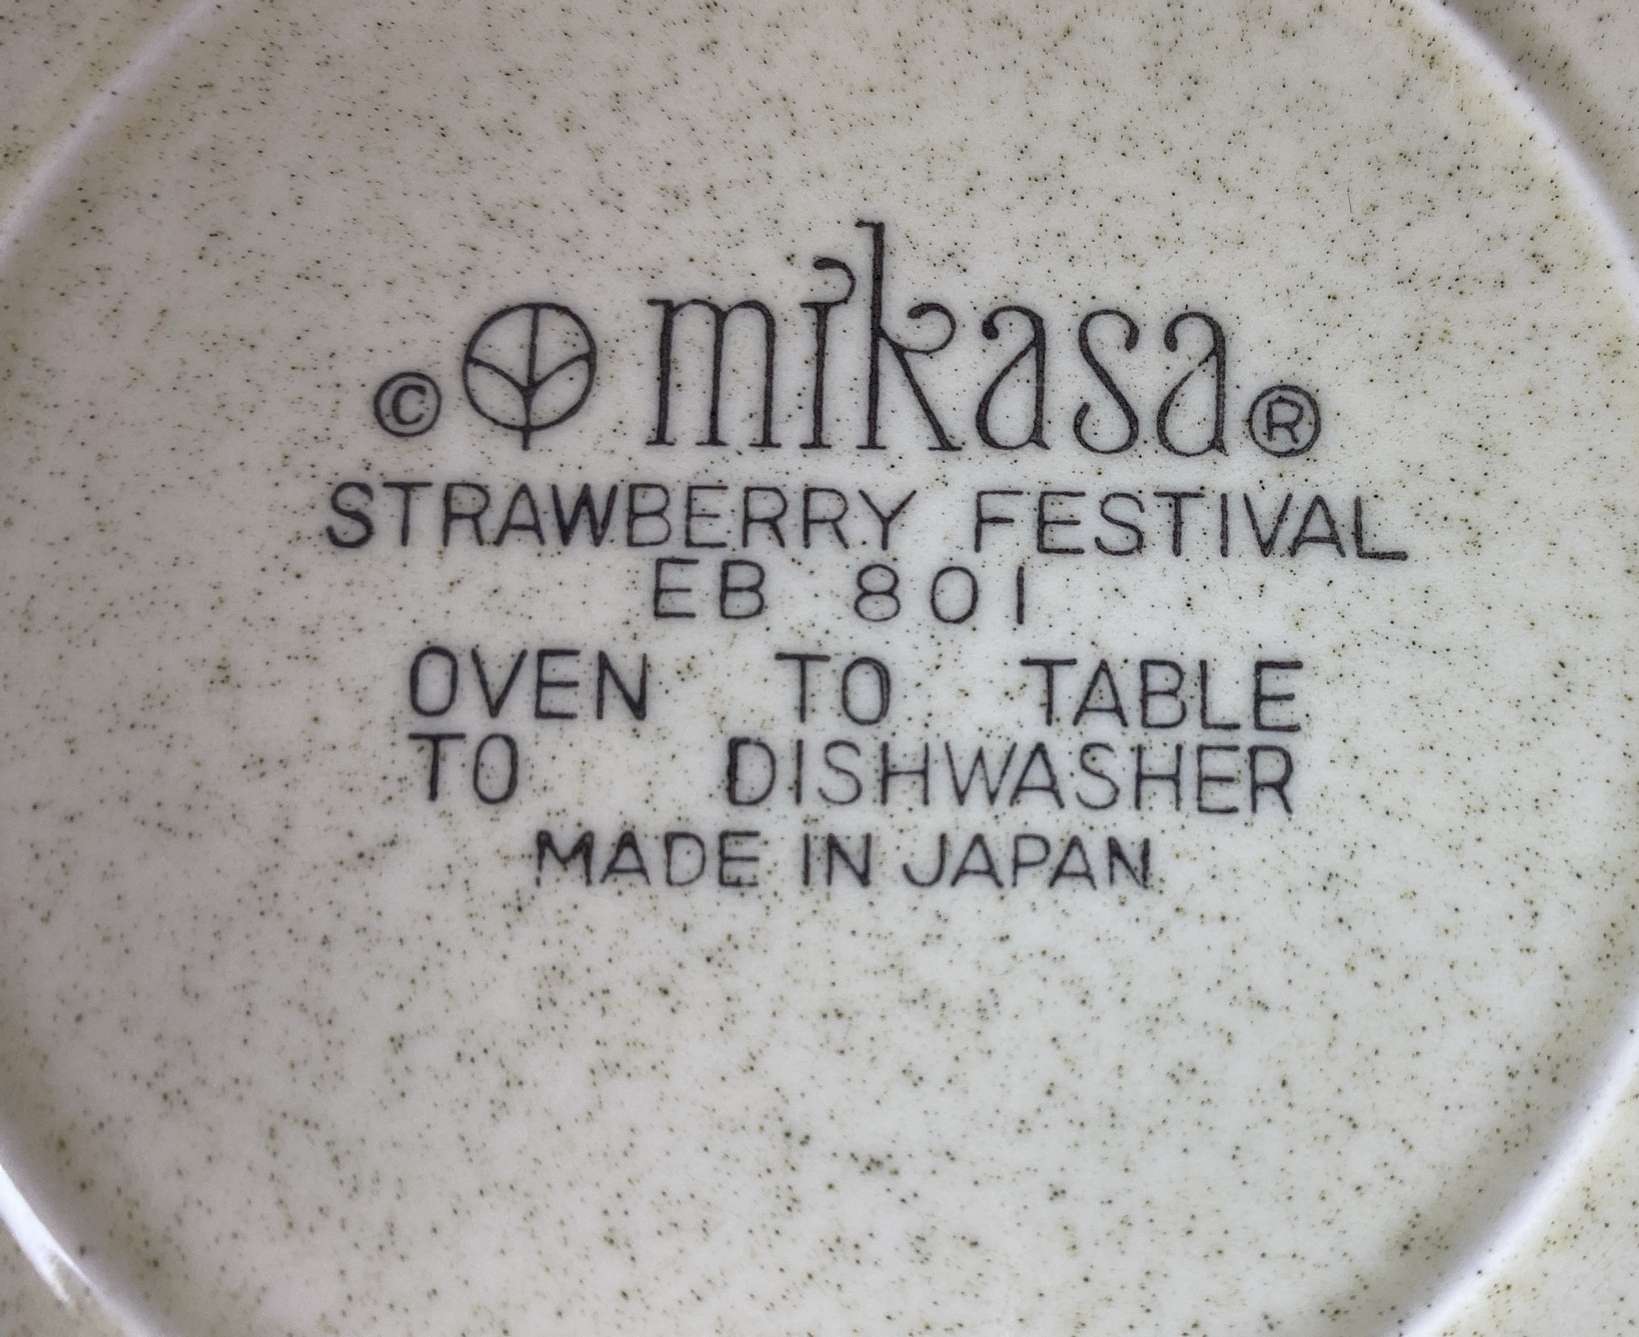 © mikasa ®
STRAWBERRY FESTIVAL
EB 801
OVEN TO TABLE
TO DISHWASHER
MADE IN JAPAN